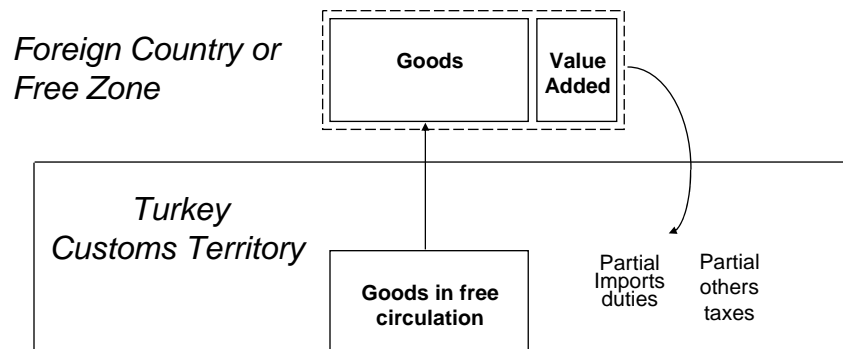 Foreign Country or
Free Zone
Goods
Value
Added
Turkey
Customs Territory
Goods in free
circulation
Partial
Imports
duties
Partial
others
taxes